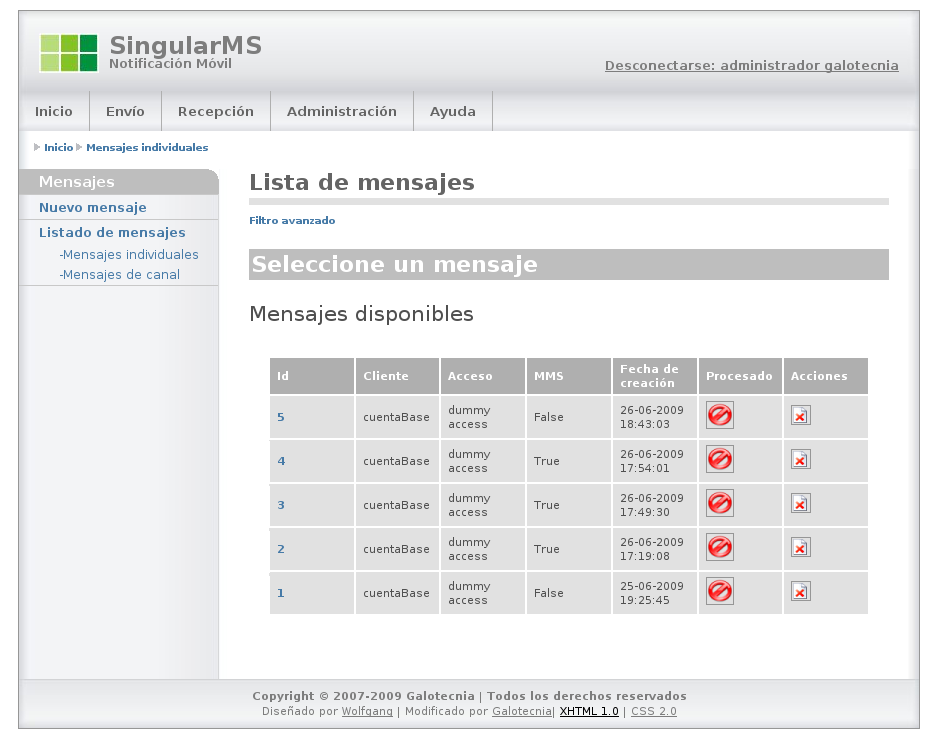 SingularMS
Notificación Móvil
Desconectarse: administrador galotecnia
Inicio Envío Recepción Administración Ayuda
Inicio Mensajes individuales
Mensajes
Nuevo mensaje
Listado de mensajes
-Mensajes individuales
-Mensajes de canal
Lista de mensajes
Filtro avanzado
Seleccione un mensaje
Mensajes disponibles
Id Cliente Acceso MMS Fecha de creación Procesado Acciones
5 cuentaBase dummy access False 26-06-2009 18:43:03
4 cuentaBase dummy access True 26-06-2009 17:54:01
3 cuentaBase dummy access True 26-06-2009 17:49:30
2 cuentaBase dummy access True 26-06-2009 17:19:08
1 cuentaBase dummy access False 25-06-2009 19:25:45
Copyright © 2007-2009 Galotecnia | Todos los derechos reservados
Diseñado por Wolfgang | Modificado por Galotecnia| XHTML 1.0 | CSS 2.0